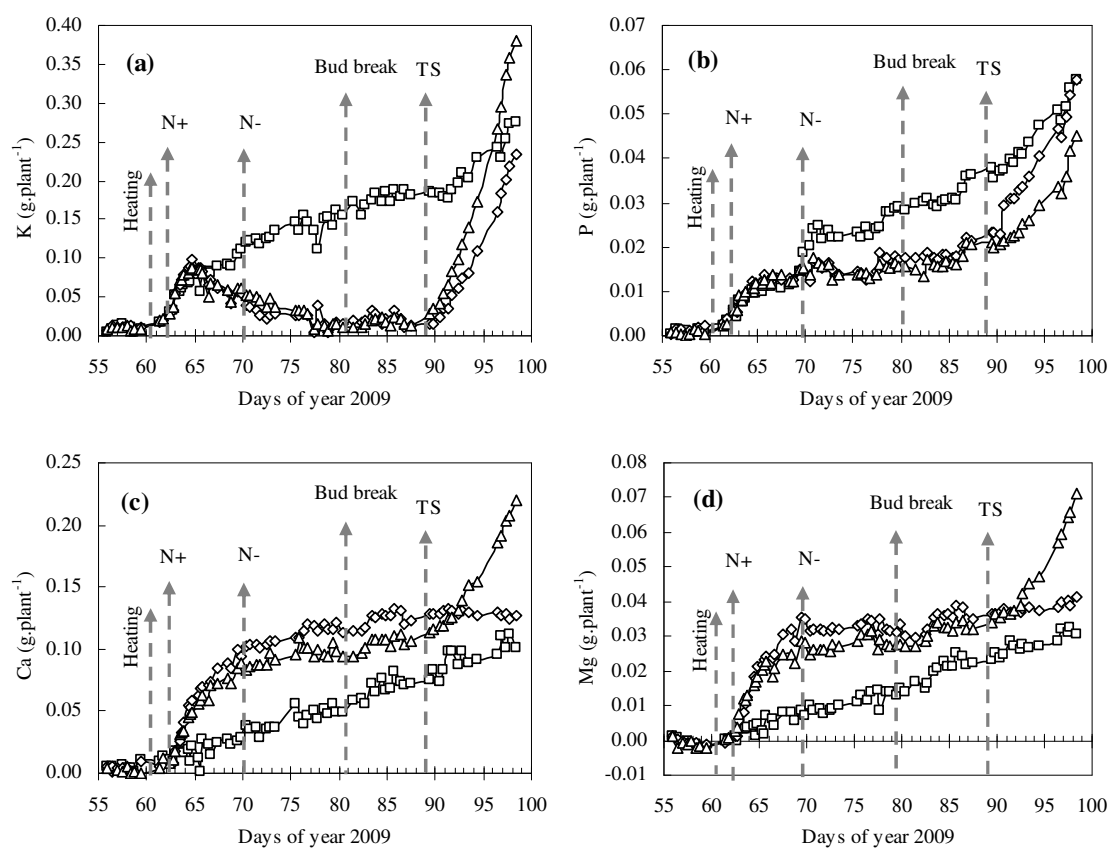 (a)
K (g.plant-1)
0.40
0.35
0.30
0.25
0.20
0.15
0.10
0.05
0.00
Heating
N+
N-
Bud break
TS
55 60 65 70 75 80 85 90 95 100
Days of year 2009
(b)
P (g.plant-1)
0.07
0.06
0.05
0.04
0.03
0.02
0.01
0.00
Heating
N+
N-
Bud break
TS
55 60 65 70 75 80 85 90 95 100
Days of year 2009
(c)
Ca (g.plant-1)
0.25
0.20
0.15
0.10
0.05
0.00
Heating
N+
N-
Bud break
TS
55 60 65 70 75 80 85 90 95 100
Days of year 2009
(d)
Mg (g.plant-1)
0.08
0.07
0.06
0.05
0.04
0.03
0.02
0.01
0.00
-0.01
Heating
N+
N-
Bud break
TS
55 60 65 70 75 80 85 90 95 100
Days of year 2009